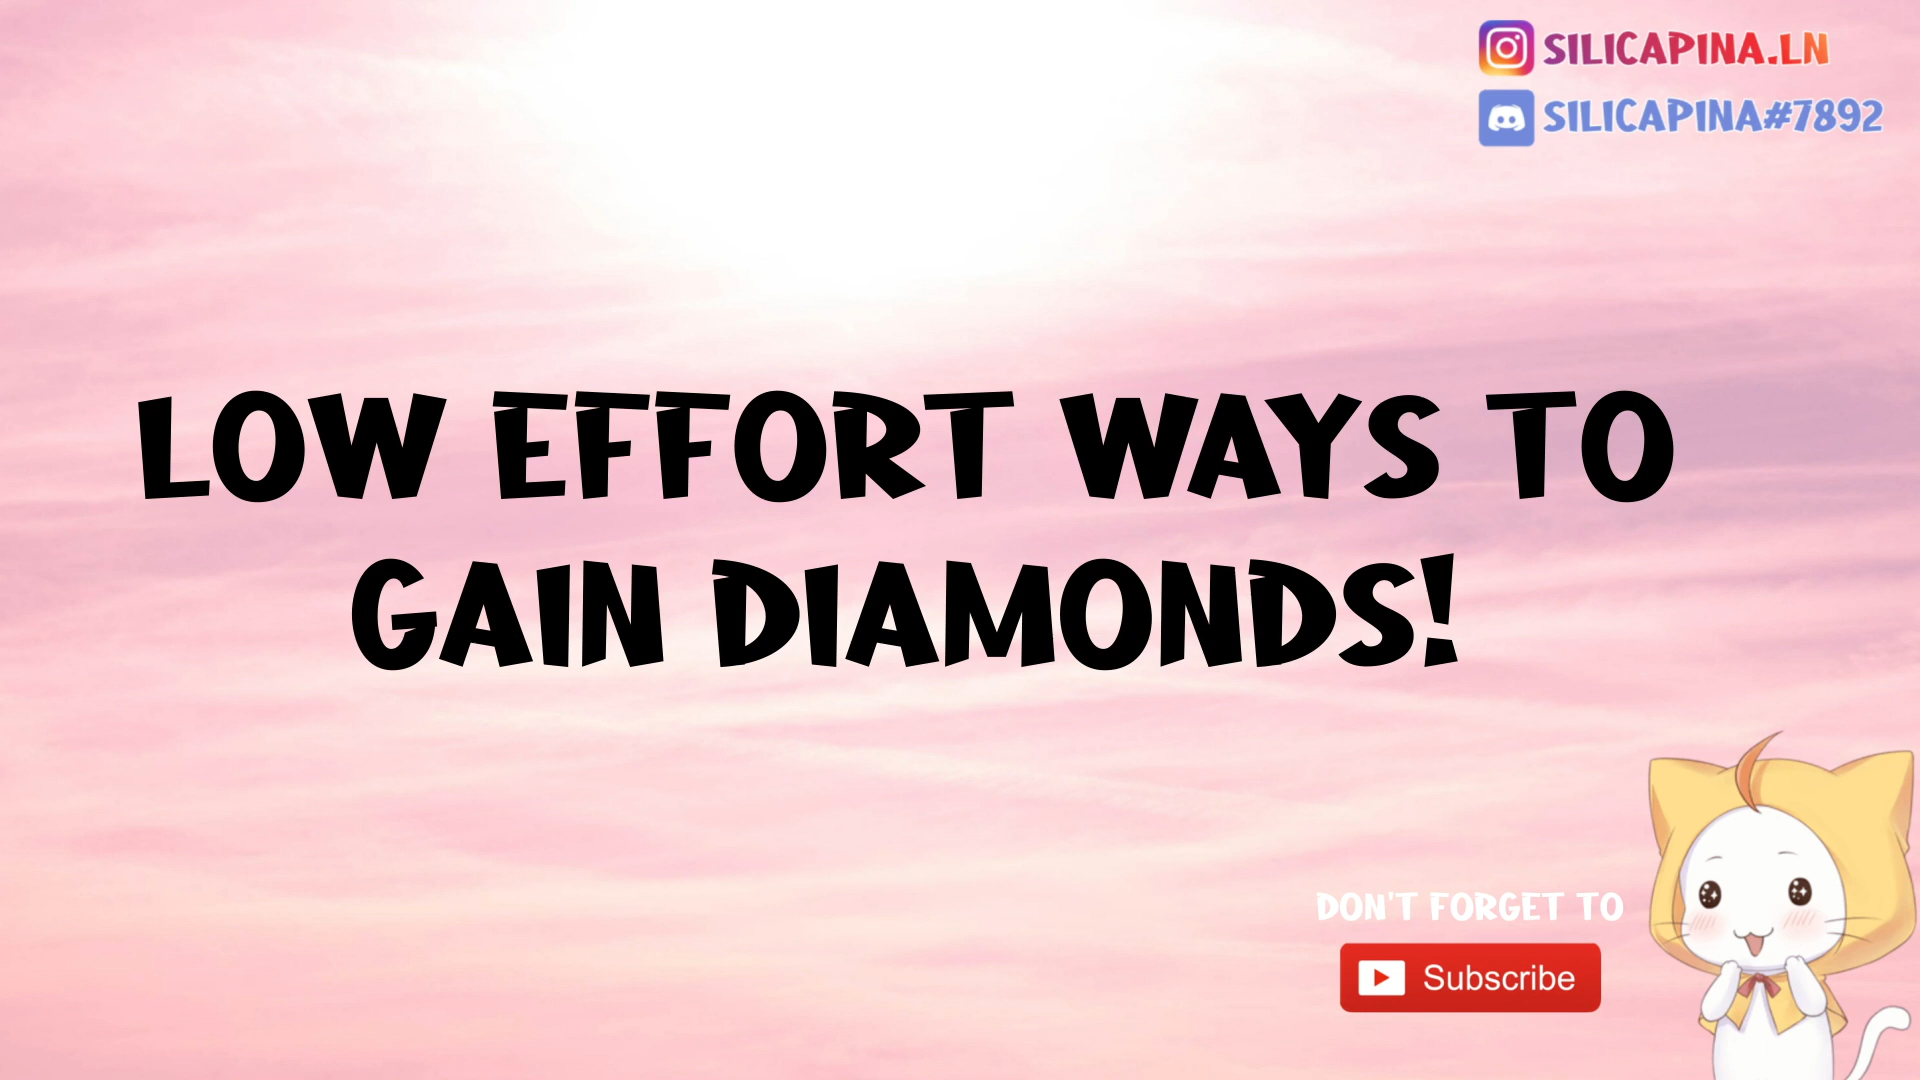 SILICAPINA.LN
SILICAPINA#7892
LOW EFFORT WAYS TO
GAIN DIAMONDS!
DON'T FORGET TO
Subscribe